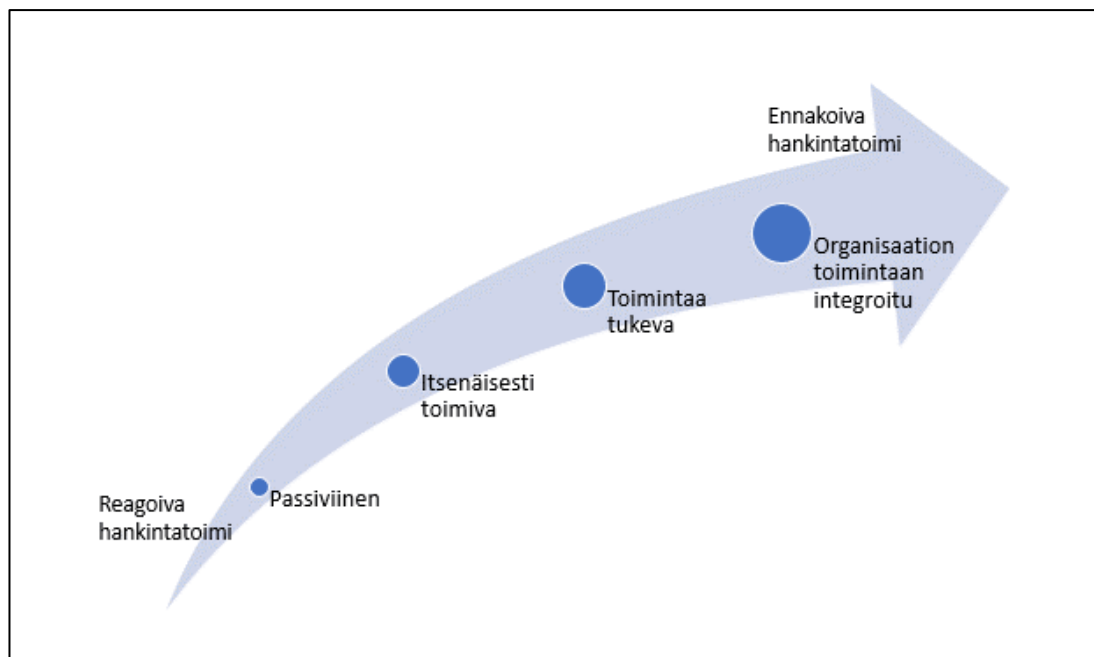 Ennakoiva
hankintatoimi
Organisaation
toimintaan
integroitu
Toimintaa
tukeva
Itsenäisesti
toimiva
Passiviinen
Reagoiva
hankintatoimi